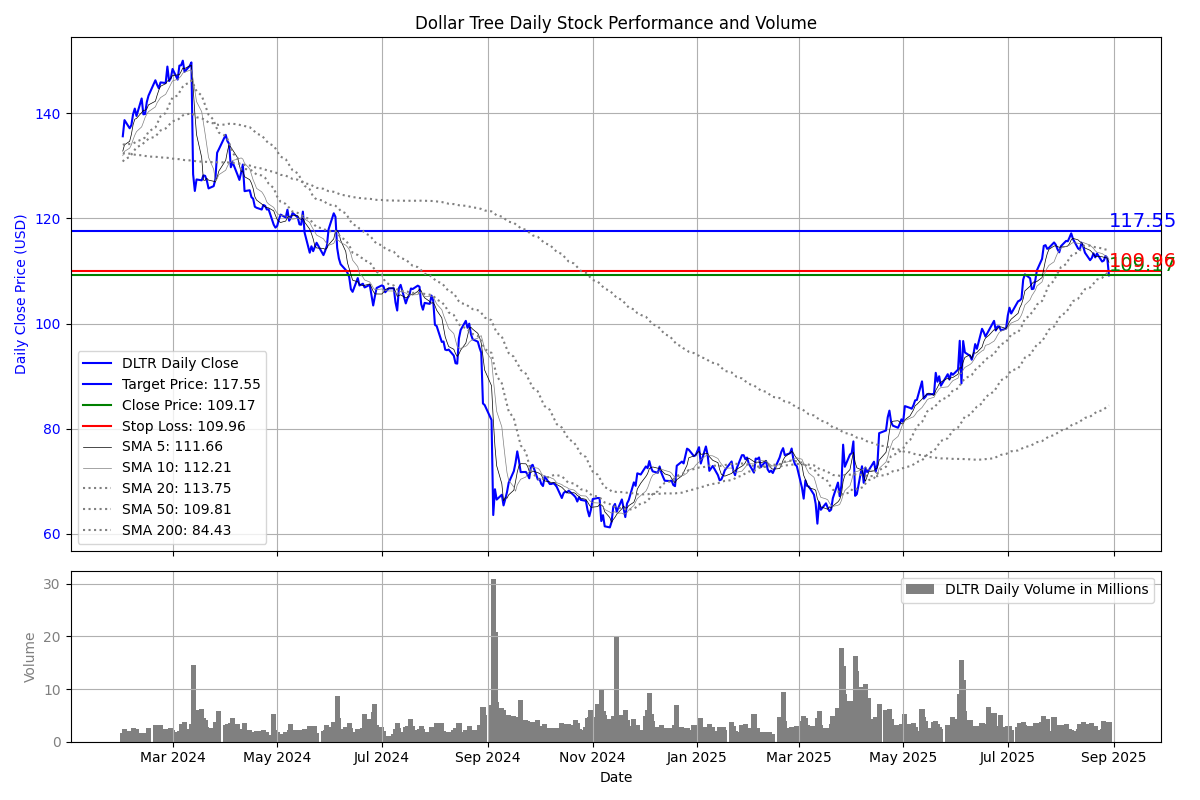 Dollar Tree Daily Stock Performance and Volume
Daily Close Price (USD)
140
120
100
80
60
117.55
109.96
109.17
DLTR Daily Close
Target Price: 117.55
Close Price: 109.17
Stop Loss: 109.96
SMA 5: 111.66
SMA 10: 112.21
SMA 20: 113.75
SMA 50: 109.81
SMA 200: 84.43
Volume
30
20
10
0
DLTR Daily Volume in Millions
Mar 2024 May 2024 Jul 2024 Sep 2024 Nov 2024 Jan 2025 Mar 2025 May 2025 Jul 2025 Sep 2025
Date